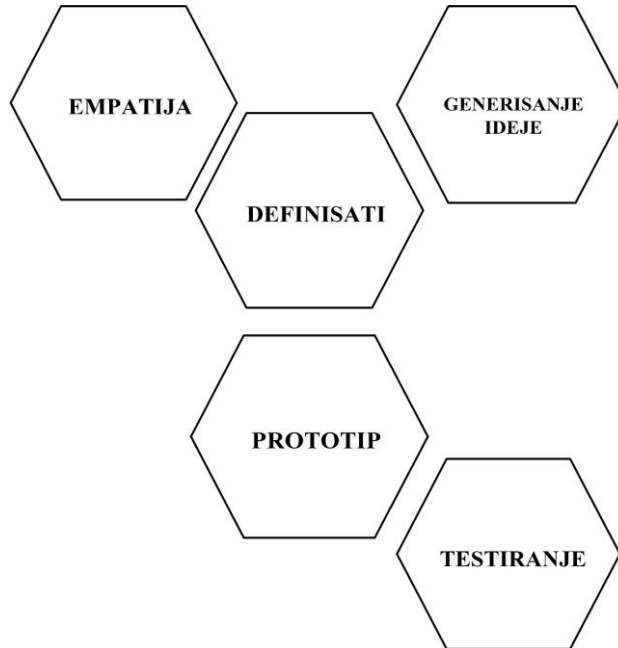 EMPATIJA
GENERISANJE
IDEJE
DEFINISATI
PROTOTIP
TESTIRANJE